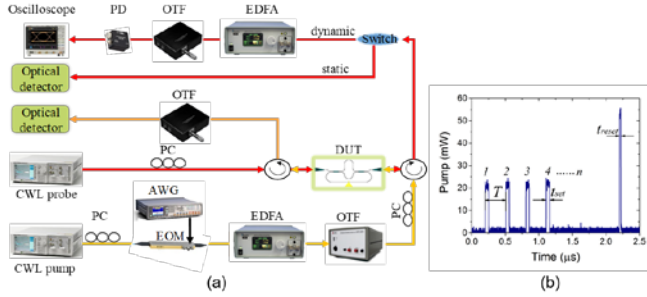 Oscilloscope
PD
OTF
EDFA
dynamic
Switch
static
Optical
detector
OTF
Optical
detector
PC
DUT
CWL probe
AWG
PC
EOM
EDFA
OTF
PC
CWL pump
(a)
Pump (mW)
60
50
40
30
20
10
0
1 2 3 4 ......n
T
tset
treset
0.0 0.5 1.0 1.5 2.0 2.5
Time (μs)
(b)